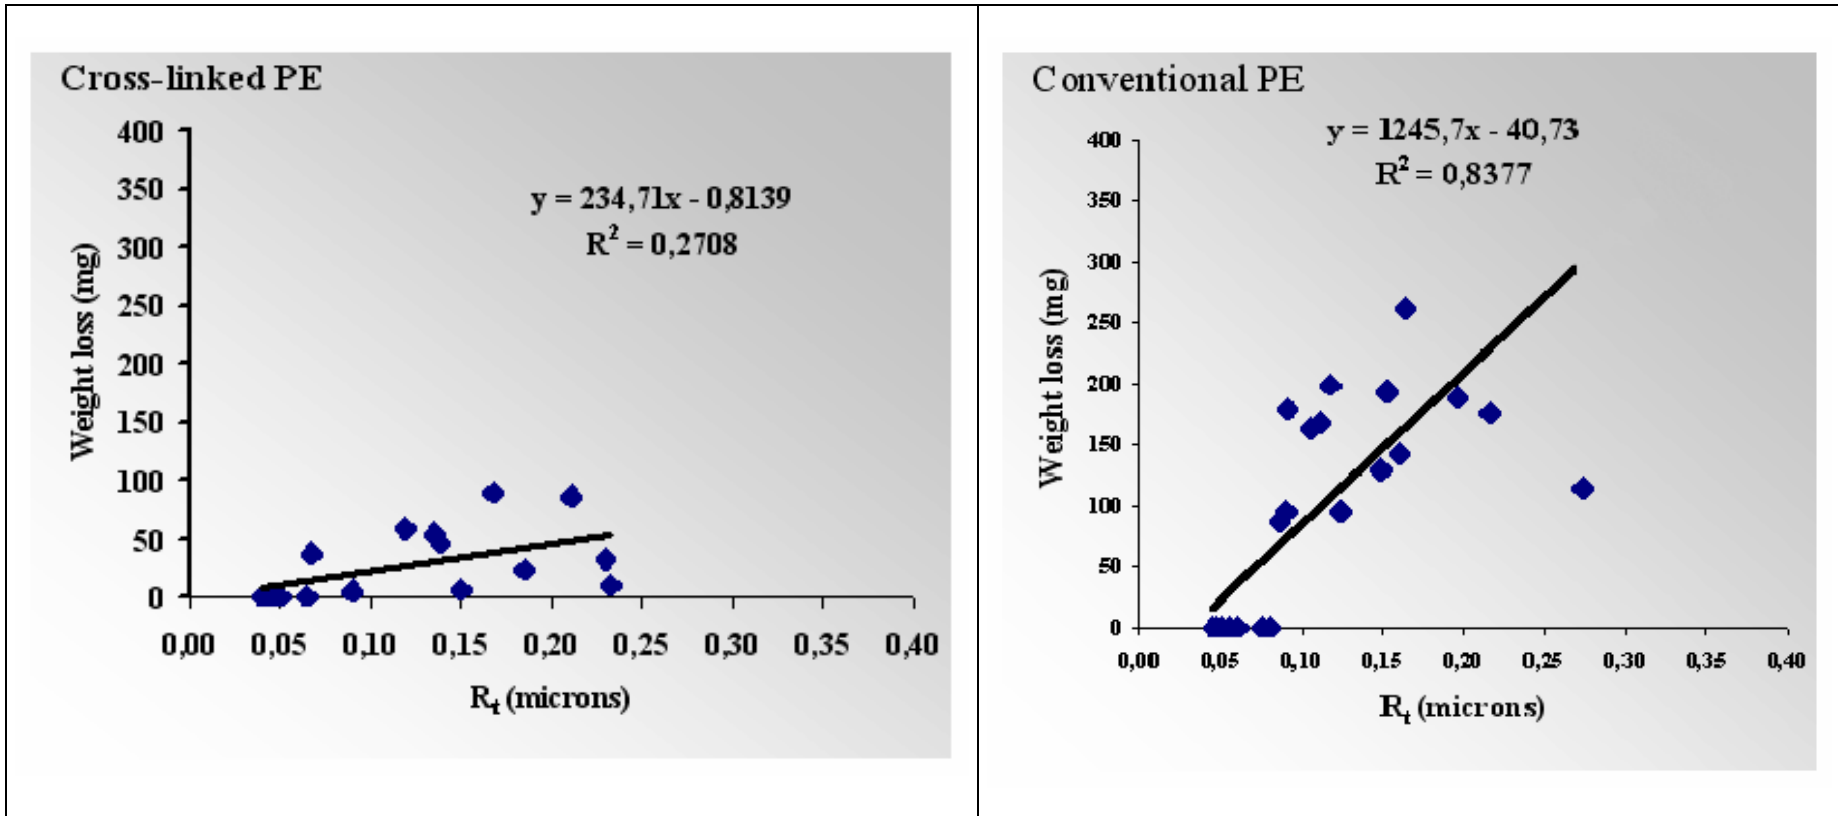 Cross-linked PE
y = 234,71x - 0,8139
R² = 0,2708
400
350
300
250
200
150
100
50
0
Weight loss (mg)
0,00 0,05 0,10 0,15 0,20 0,25 0,30 0,35 0,40
Rt (microns)
Conventional PE
y = 1245,7x - 40,73
R² = 0,8377
400
350
300
250
200
150
100
50
0
Weight loss (mg)
0,00 0,05 0,10 0,15 0,20 0,25 0,30 0,35 0,40
Rt (microns)